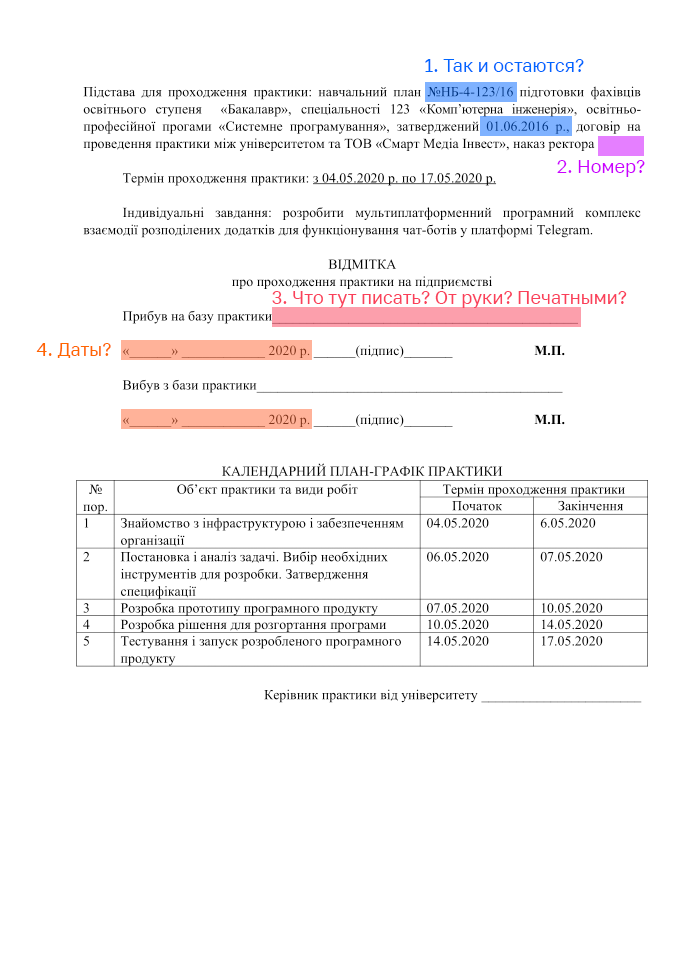 1. Так и остаются?
Підстава для проходження практики: навчальний план №НБ-4-123/16 підготовки фахівців
освітнього ступеня «Бакалавр», спеціальності 123 «Комп’ютерна інженерія», освітньо-
професійної прогами «Системне програмування», затверджений 01.06.2016 р., договір на
проведення практики між університетом та ТОВ «Смарт Медіа Інвест», наказ ректора
2. Номер?
Термін проходження практики: з 04.05.2020 р. по 17.05.2020 р.
Індивідуальні завдання: розробити мультиплатформенний програмний комплекс
взаємодії розподілених додатків для функціонування чат-ботів у платформі Telegram.
ВІДМІТКА
про проходження практики на підприємстві
3. Что тут писать? От руки? Печатными?
Прибув на базу практики____________________________________________
4. Даты? «______» ____________ 2020 р. ______(підпис)_______ М.П.
Вибув з бази практики____________________________________________
«______» ____________ 2020 р. ______(підпис)_______ М.П.
КАЛЕНДАРНИЙ ПЛАН-ГРАФІК ПРАКТИКИ
№ Об’єкт практики та види робіт Термін проходження практики
пор. Початок Закінчення
1 Знайомство з інфраструктурою і забезпеченням 04.05.2020 6.05.2020
організації
2 Постановка і аналіз задачі. Вибір необхідних 06.05.2020 07.05.2020
інструментів для розробки. Затвердження
специфікації
3 Розробка прототипу програмного продукту 07.05.2020 10.05.2020
4 Розробка рішення для розгортання програми 10.05.2020 14.05.2020
5 Тестування і запуск розробленого програмного 14.05.2020 17.05.2020
продукту
Керівник практики від університету _______________________